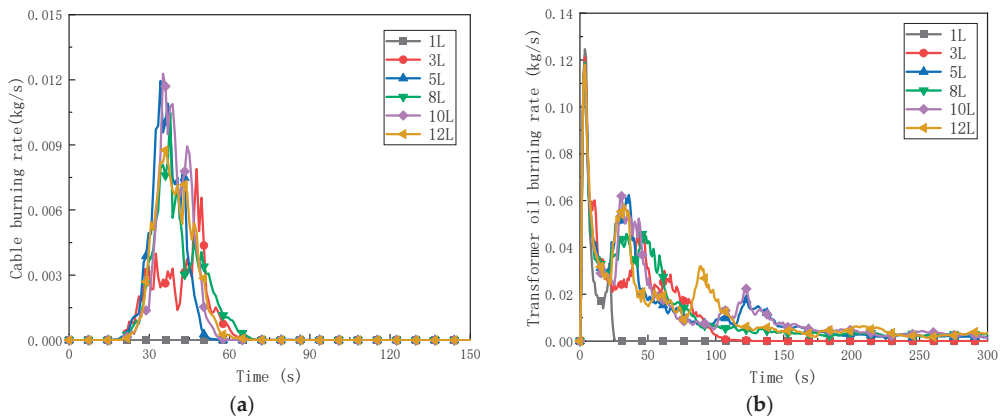 Cable burning rate(kg/s)
0.015
0.012
0.009
0.006
0.003
0.000
0 30 60 90 120 150
Time (s)
1L
3L
5L
8L
10L
12L
(a)
Transformer oil burning rate (kg/s)
0.14
0.12
0.10
0.08
0.06
0.04
0.02
0.00
0 50 100 150 200 250 300
Time (s)
1L
3L
5L
8L
10L
12L
(b)